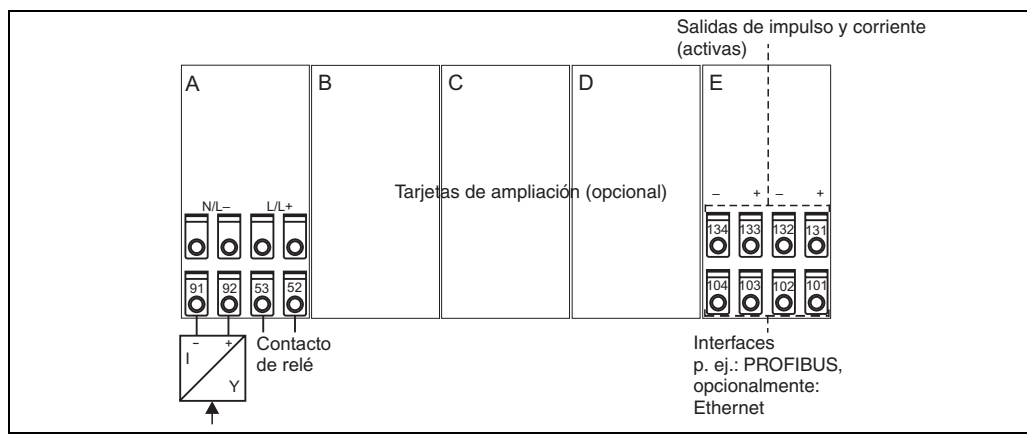 Salidas de impulso y corriente
(activas)
A
B
C
D
E
Tarjetas de ampliación (opcional)
N/L– L/L+
– + – +
134 133 132 131
91 92 53 52
104 103 102 101
– +
I
Y
Contacto
de relé
Interfaces
p. ej.: PROFIBUS,
opcionalmente:
Ethernet